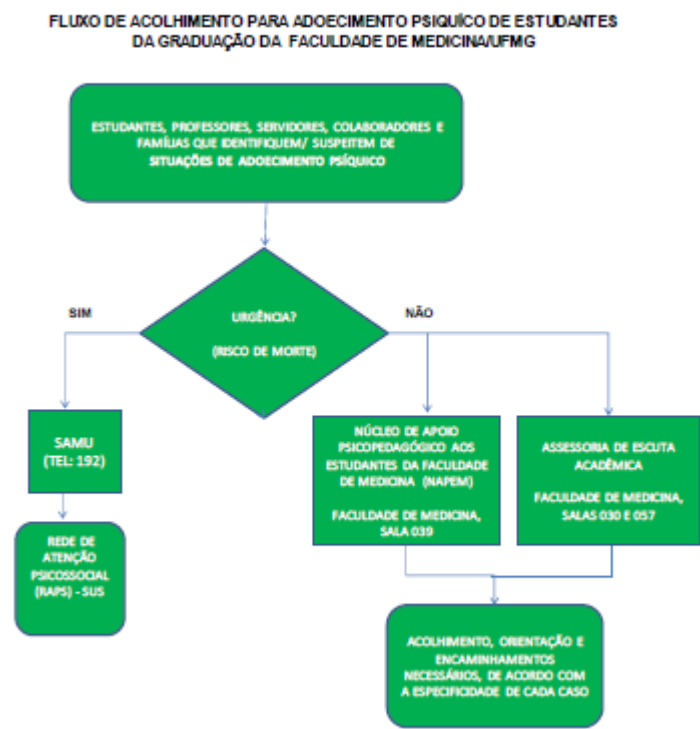 FLUXO DE ACOLHIMENTO PARA ADOECIMENTO PSIQUÍCO DE ESTUDANTES
DA GRADUAÇÃO DA FACULDADE DE MEDICINA/UFMG
ESTUDANTES, PROFESSORES, SERVIDORES, COLABORADORES E
FAMÍLIAS QUE IDENTIFIQUEM/ SUSPEITEM DE
SITUAÇÕES DE ADOECIMENTO PSÍQUICO
URGÊNCIA?
(RISCO DE MORTE)
SIM
NÃO
SAMU
(TEL: 192)
REDE DE
ATENÇÃO
PSICOSSOCIAL
(RAPS) - SUS
NÚCLEO DE APOIO
PSICOPEDAGÓGICO AOS
ESTUDANTES DA FACULDADE
DE MEDICINA (NAPEM)
FACULDADE DE MEDICINA,
SALA 039
ASSESSORIA DE ESCUTA
ACADÊMICA
FACULDADE DE MEDICINA,
SALAS 030 E 057
ACOLHIMENTO, ORIENTAÇÃO E
ENCAMINHAMENTOS
NECESSÁRIOS, DE ACORDO COM
A ESPECIFICIDADE DE CADA CASO